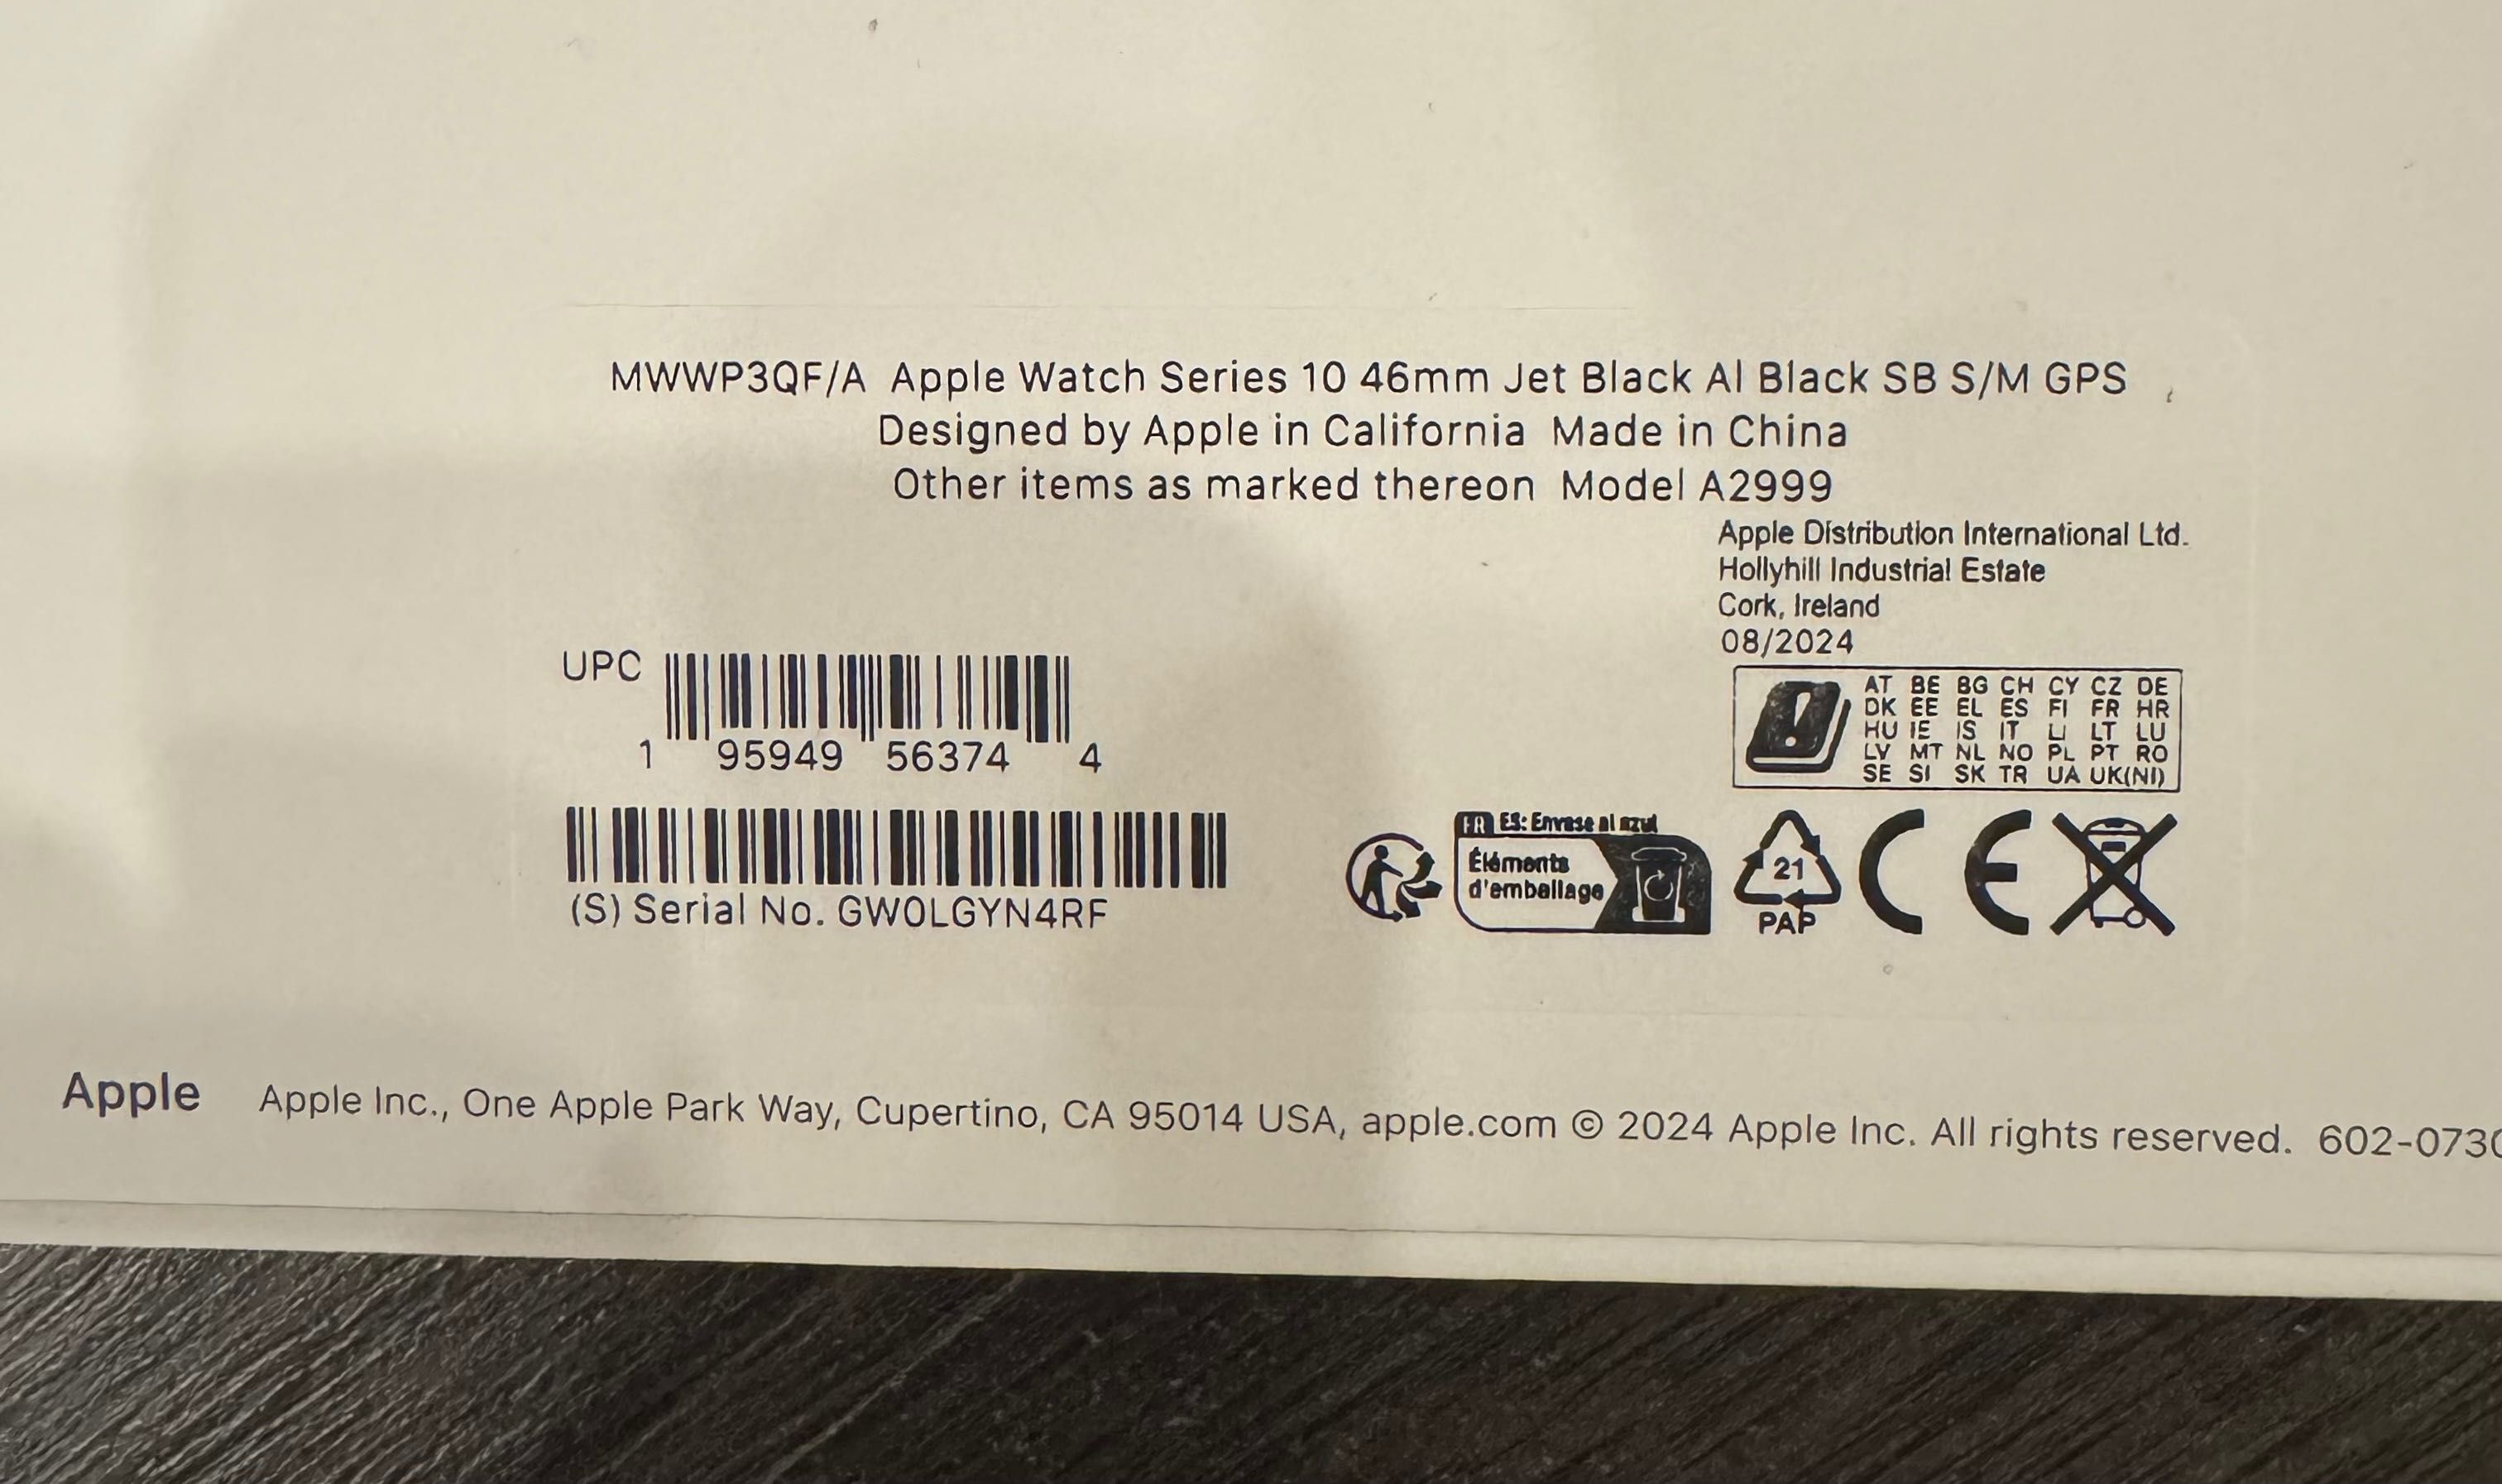 MWWP3QF/A Apple Watch Series 10 46mm Jet Black Al Black SB S/M GPS
Designed by Apple in California Made in China
Other items as marked thereon Model A2999
Apple Distribution International Ltd.
Hollyhill Industrial Estate
Cork, Ireland
08/2024
UPC
1 95949 56374 4
AT BE BG CH CY CZ DE
DK EE EL ES FI FR HR
HU IE IS IT LI LT LU
LV MT NL NO PL PT RO
SE SI SK TR UA UK(NI)
(S) Serial No. GW0LGYN4RF
FR ES: Envase al azul
Éléments
d'emballage
21
PAP
CE
Apple Apple Inc., One Apple Park Way, Cupertino, CA 95014 USA, apple.com © 2024 Apple Inc. All rights reserved. 602-073